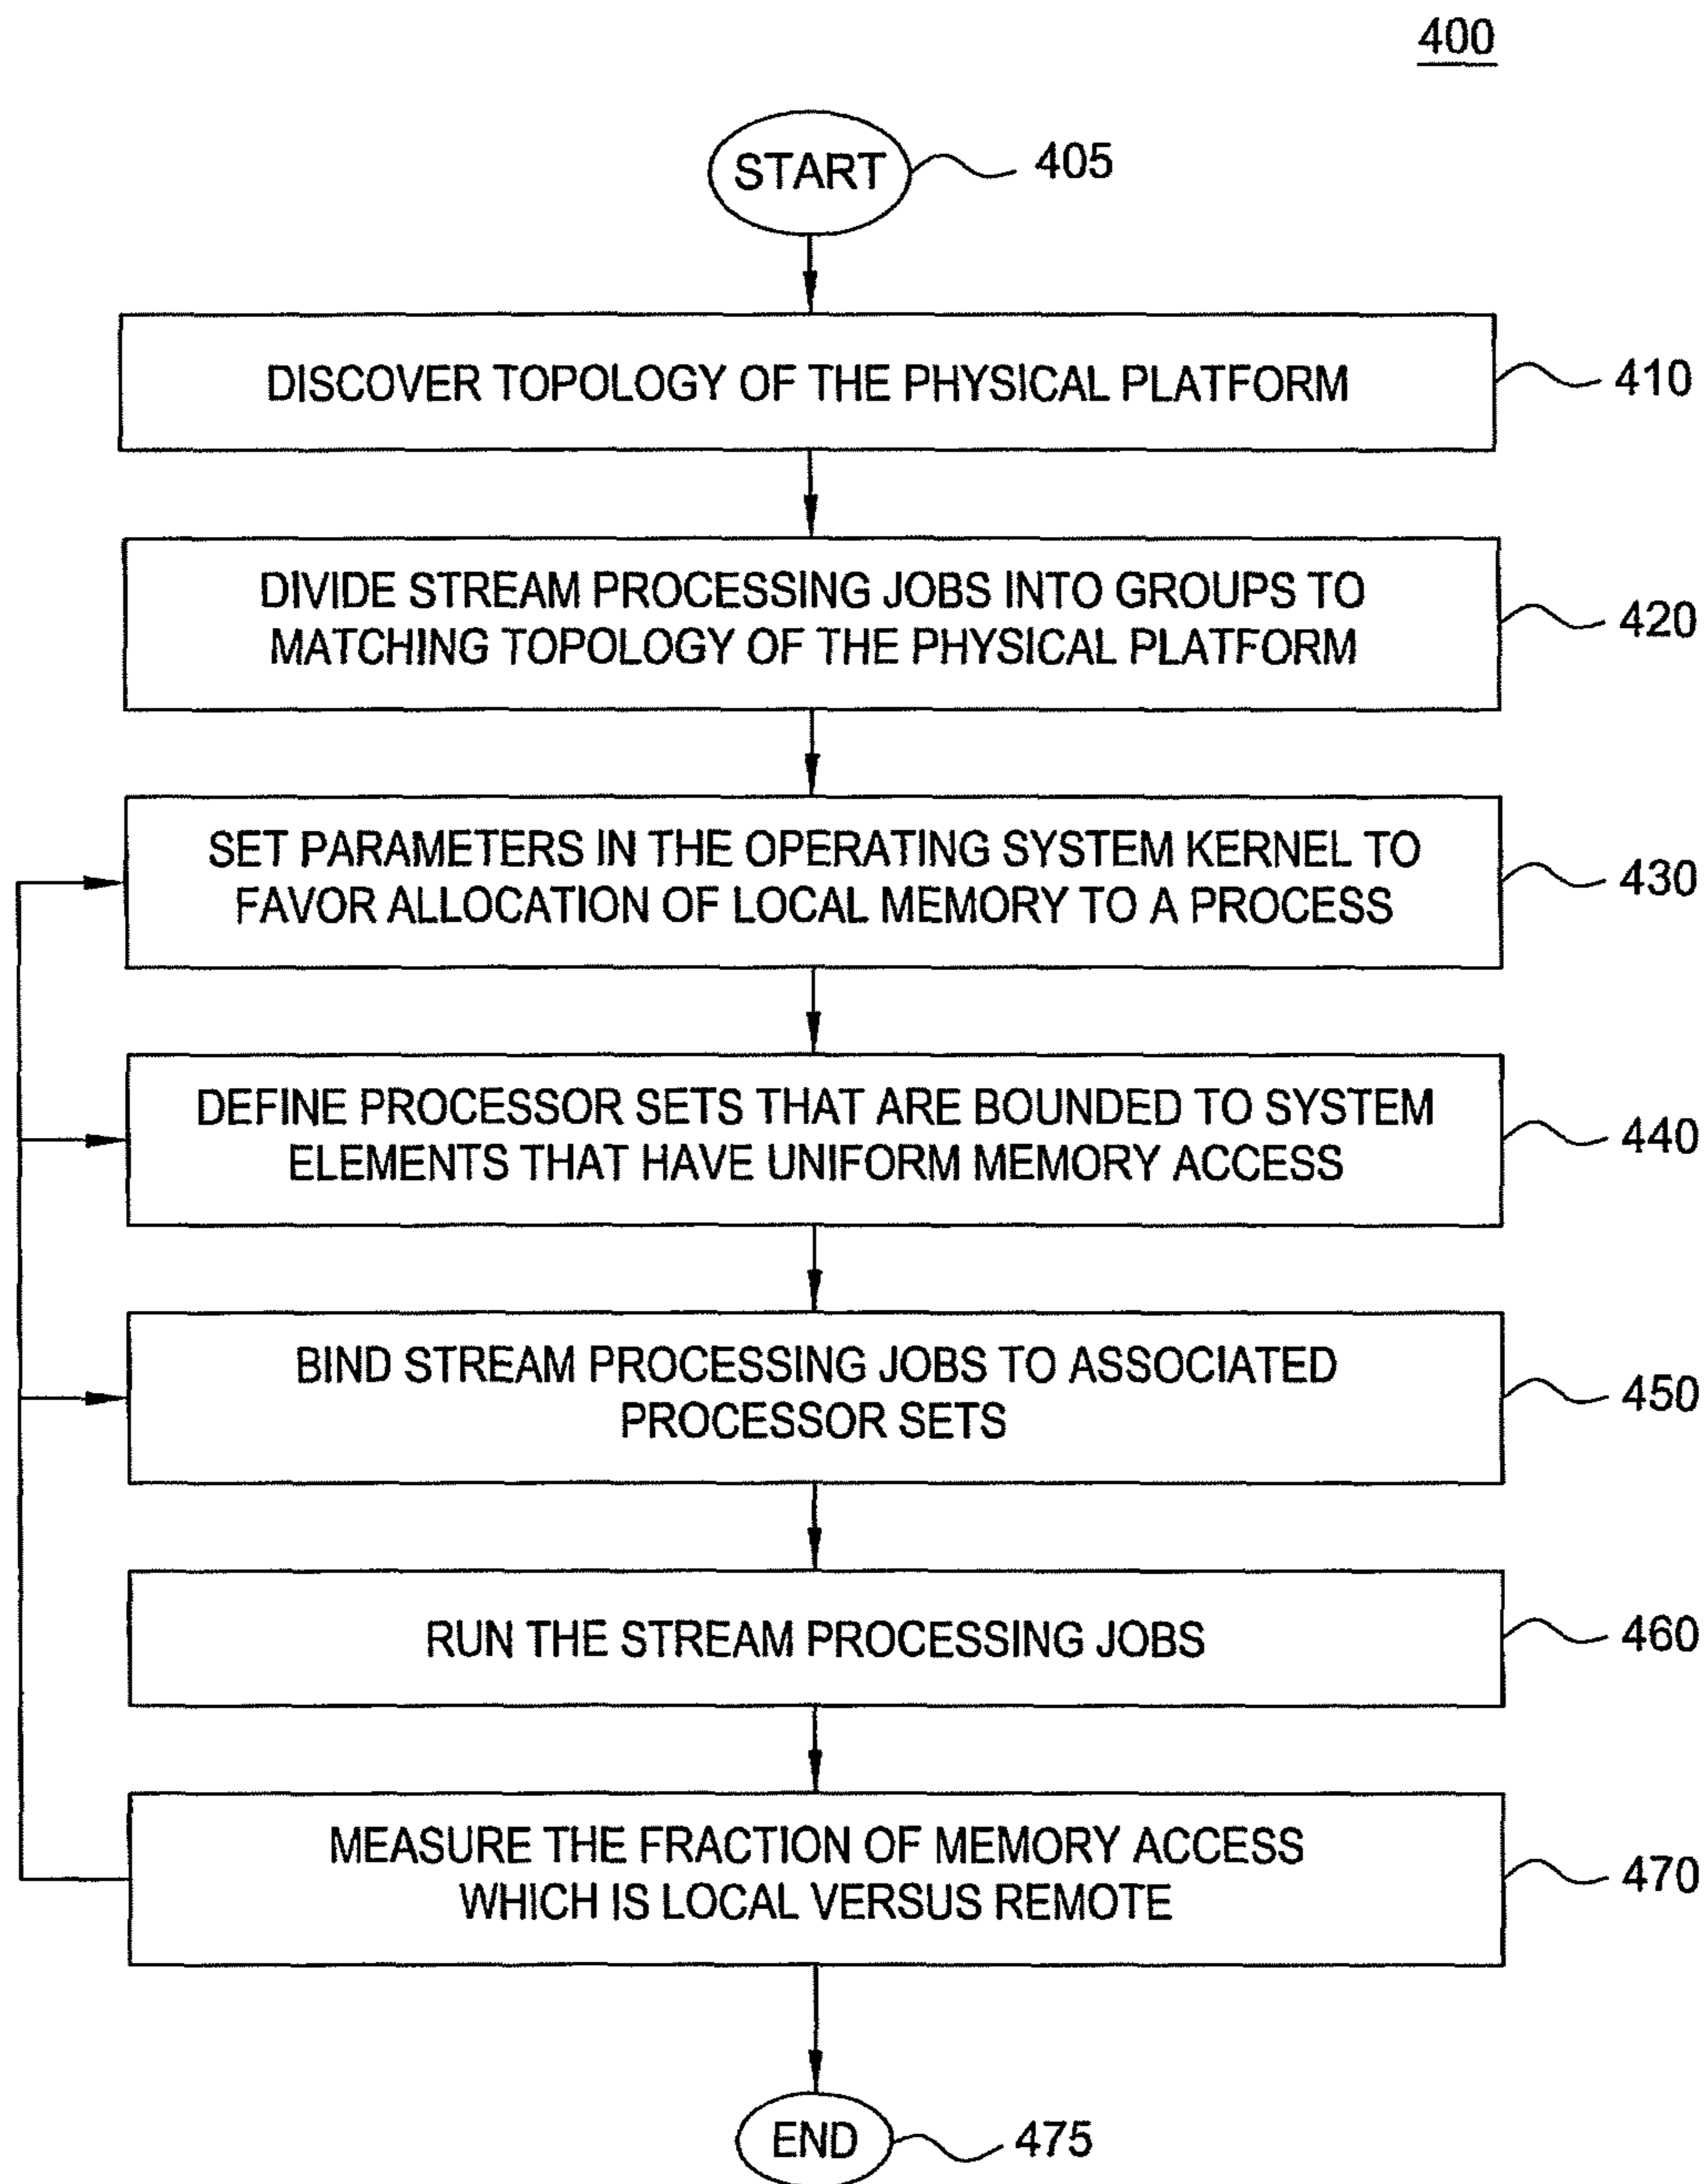 400
START
405
DISCOVER TOPOLOGY OF THE PHYSICAL PLATFORM
410
DIVIDE STREAM PROCESSING JOBS INTO GROUPS TO
MATCHING TOPOLOGY OF THE PHYSICAL PLATFORM
420
SET PARAMETERS IN THE OPERATING SYSTEM KERNEL TO
FAVOR ALLOCATION OF LOCAL MEMORY TO A PROCESS
430
DEFINE PROCESSOR SETS THAT ARE BOUNDED TO SYSTEM
ELEMENTS THAT HAVE UNIFORM MEMORY ACCESS
440
BIND STREAM PROCESSING JOBS TO ASSOCIATED
PROCESSOR SETS
450
RUN THE STREAM PROCESSING JOBS
460
MEASURE THE FRACTION OF MEMORY ACCESS
WHICH IS LOCAL VERSUS REMOTE
470
END
475